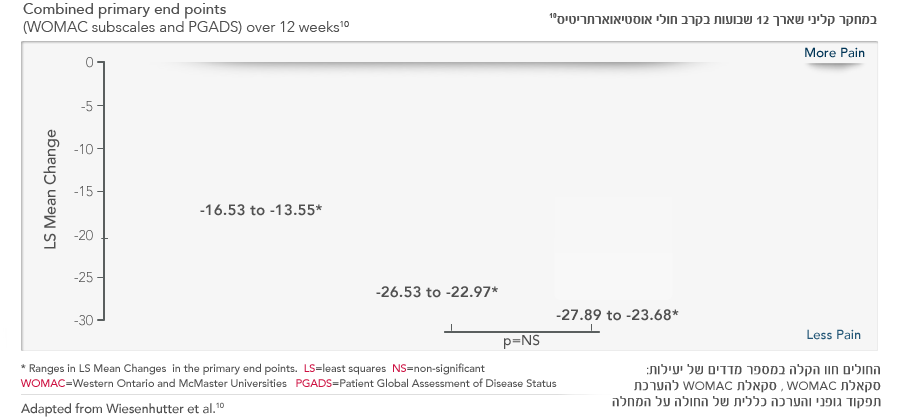 Combined primary end points
(WOMAC subscales and PGADS) over 12 weeks¹⁰
במחקר קליני שארך 12 שבועות בקרב חולי אוסטיאוארתריטיס¹⁰
More Pain
LS Mean Change
0
-5
-10
-15
-20
-25
-30
-16.53 to -13.55*
-26.53 to -22.97*
-27.89 to -23.68*
p=NS
Less Pain
* Ranges in LS Mean Changes in the primary end points. LS=least squares NS=non-significant
WOMAC=Western Ontario and McMaster Universities PGADS=Patient Global Assessment of Disease Status
Adapted from Wiesenhutter et al.¹⁰
החולים חוו הקלה במספר מדדים של יעילות:
סקאלת WOMAC , סקאלת WOMAC להערכת
תפקוד גופני והערכה כללית של החולה על המחלה